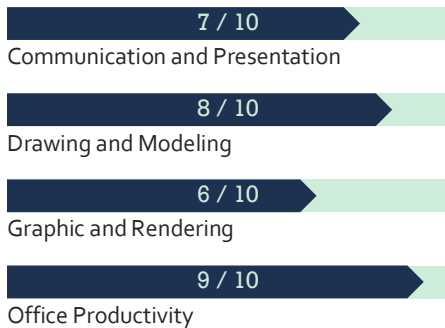 7 / 10
Communication and Presentation
8 / 10
Drawing and Modeling
6 / 10
Graphic and Rendering
9 / 10
Office Productivity